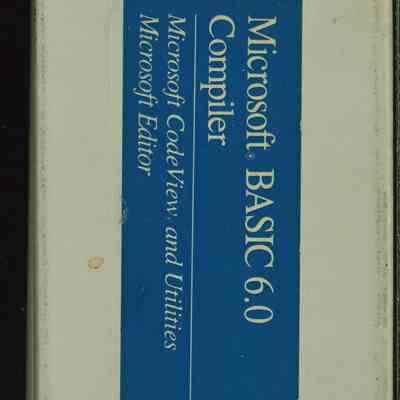 Microsoft® BASIC 6.0
Compiler
Microsoft CodeView® and Utilities
Microsoft Editor